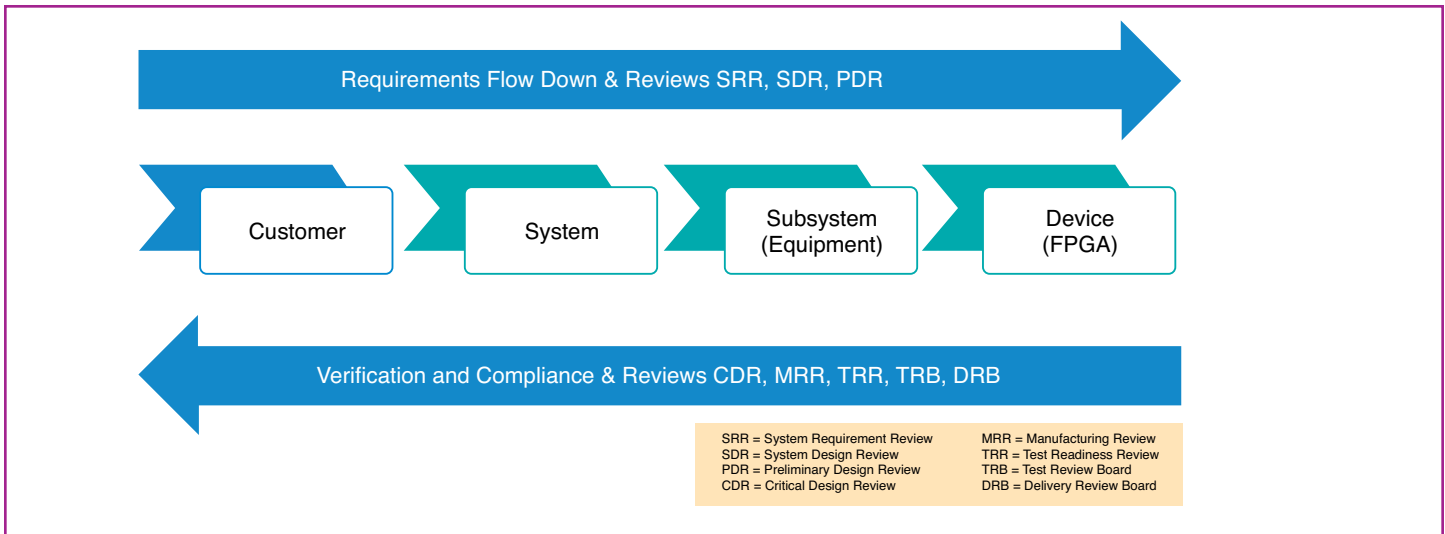 Requirements Flow Down & Reviews SRR, SDR, PDR
Customer
System
Subsystem
(Equipment)
Device
(FPGA)
Verification and Compliance & Reviews CDR, MRR, TRR, TRB, DRB
SRR = System Requirement Review
SDR = System Design Review
PDR = Preliminary Design Review
CDR = Critical Design Review
MRR = Manufacturing Review
TRR = Test Readiness Review
TRB = Test Review Board
DRB = Delivery Review Board